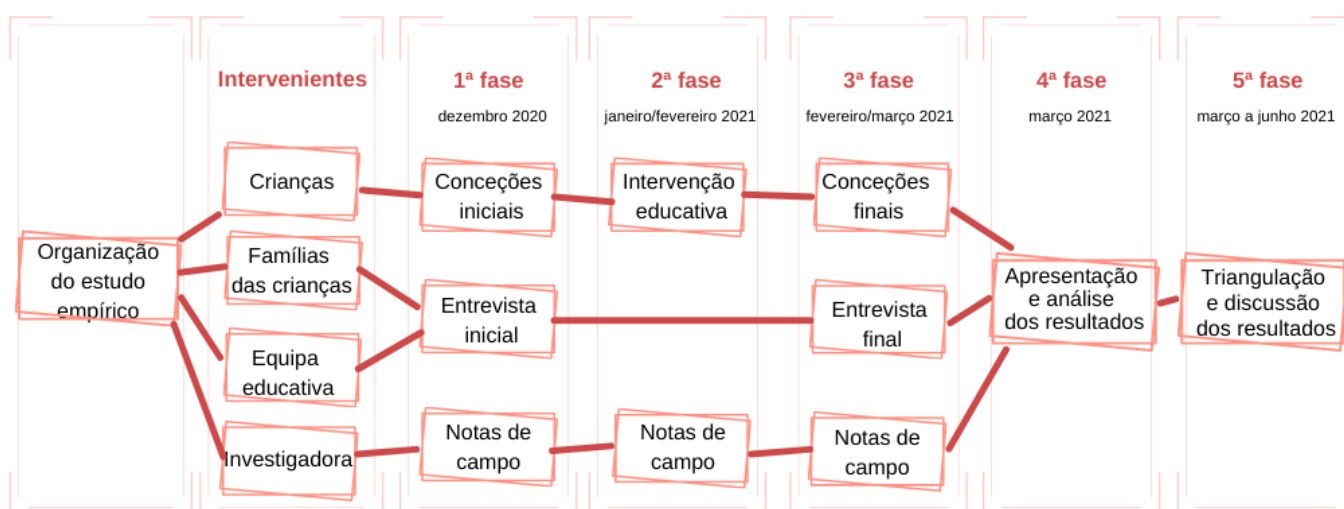 Intervenientes
1ª fase
2ª fase
3ª fase
4ª fase
5ª fase
dezembro 2020
janeiro/fevereiro 2021
fevereiro/março 2021
março 2021
março a junho 2021
Organização
do estudo
empírico
Crianças
Famílias
das crianças
Equipa
educativa
Investigadora
Conceções
iniciais
Entrevista
inicial
Notas de
campo
Intervenção
educativa
Notas de
campo
Conceções
finais
Entrevista
final
Notas de
campo
Apresentação
e análise
dos resultados
Triangulação
e discussão
dos resultados